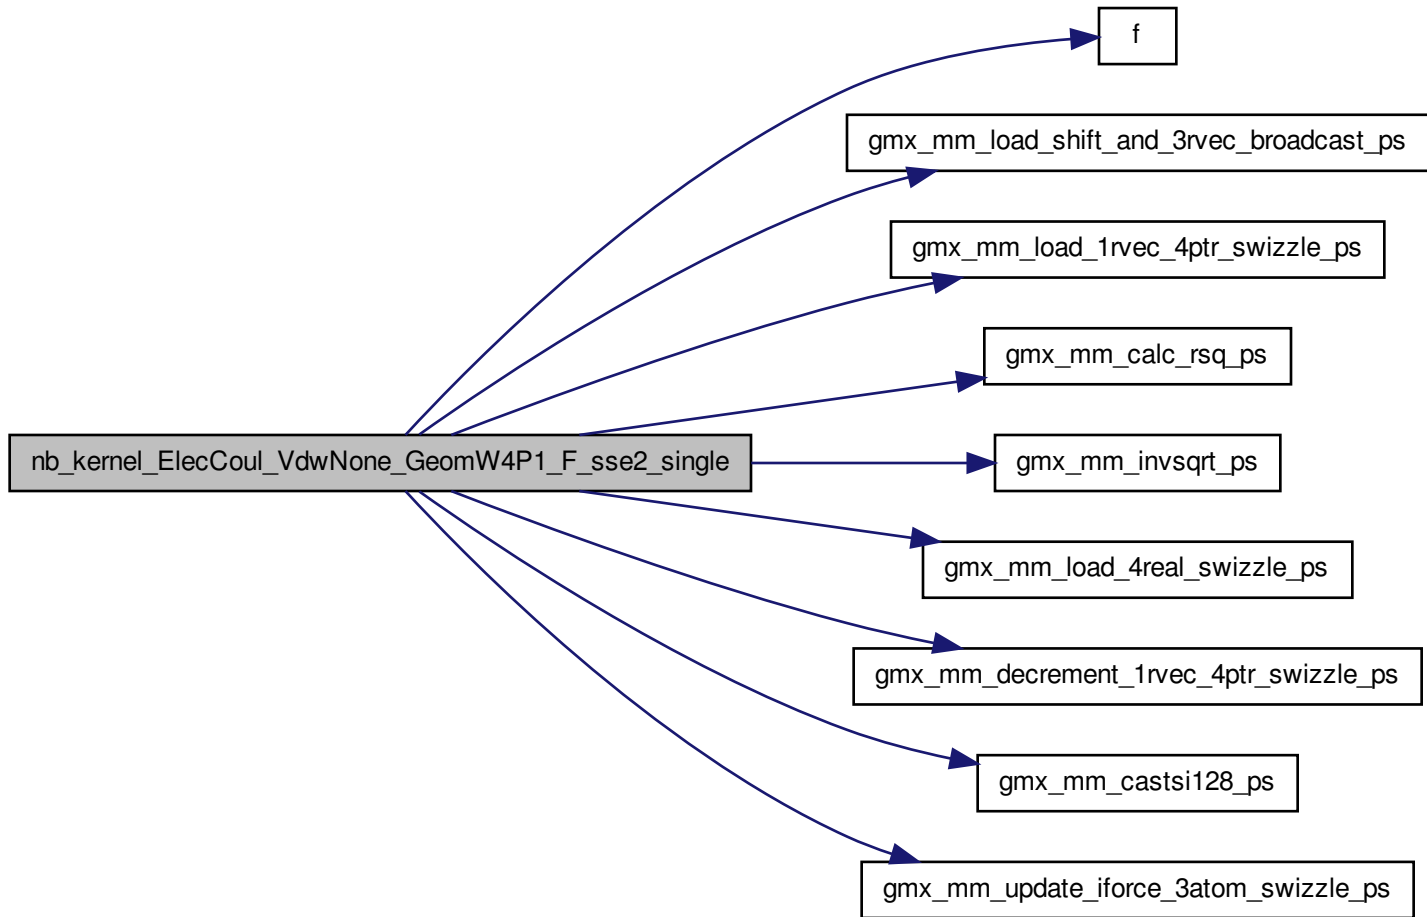 f
gmx_mm_load_shift_and_3rvec_broadcast_ps
gmx_mm_load_1rvec_4ptr_swizzle_ps
gmx_mm_calc_rsq_ps
nb_kernel_ElecCoul_VdwNone_GeomW4P1_F_sse2_single
gmx_mm_invsqrt_ps
gmx_mm_load_4real_swizzle_ps
gmx_mm_decrement_1rvec_4ptr_swizzle_ps
gmx_mm_castsi128_ps
gmx_mm_update_iforce_3atom_swizzle_ps